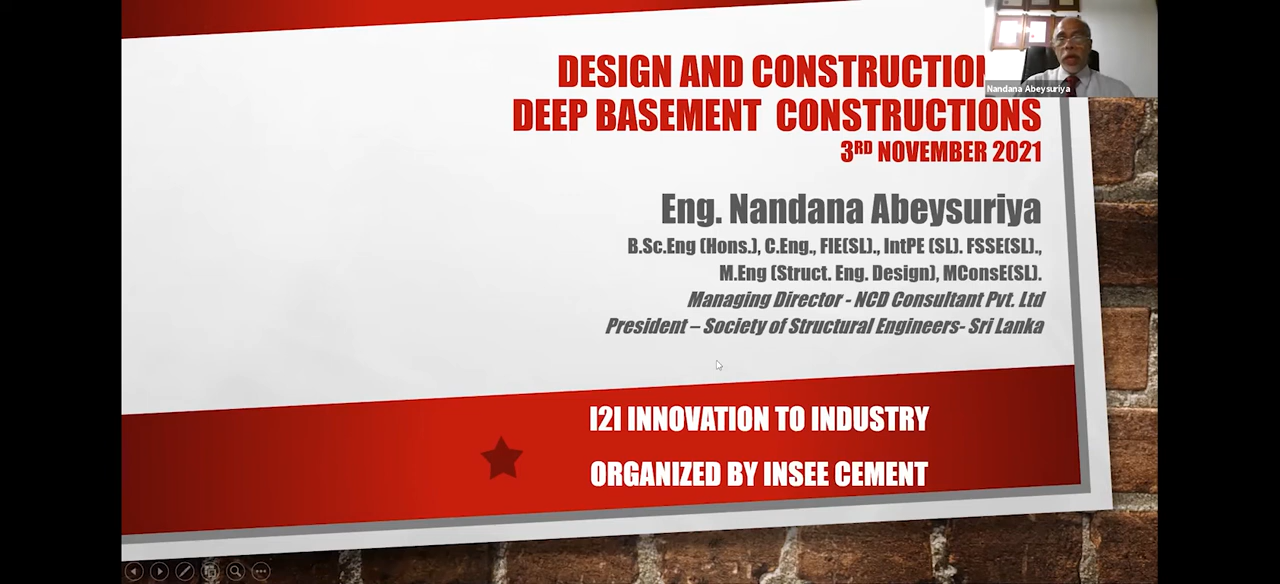 DESIGN AND CONSTRUCTION
DEEP BASEMENT CONSTRUCTIONS
3RD NOVEMBER 2021
Nandana Abeysuriya
Eng. Nandana Abeysuriya
B.Sc.Eng (Hons.), C.Eng., FIE(SL)., IntPE (SL). FSSE(SL).,
M.Eng (Struct. Eng. Design), MConsE(SL).
Managing Director - NCD Consultant Pvt. Ltd
President – Society of Structural Engineers- Sri Lanka
I2I INNOVATION TO INDUSTRY
ORGANIZED BY INSEE CEMENT